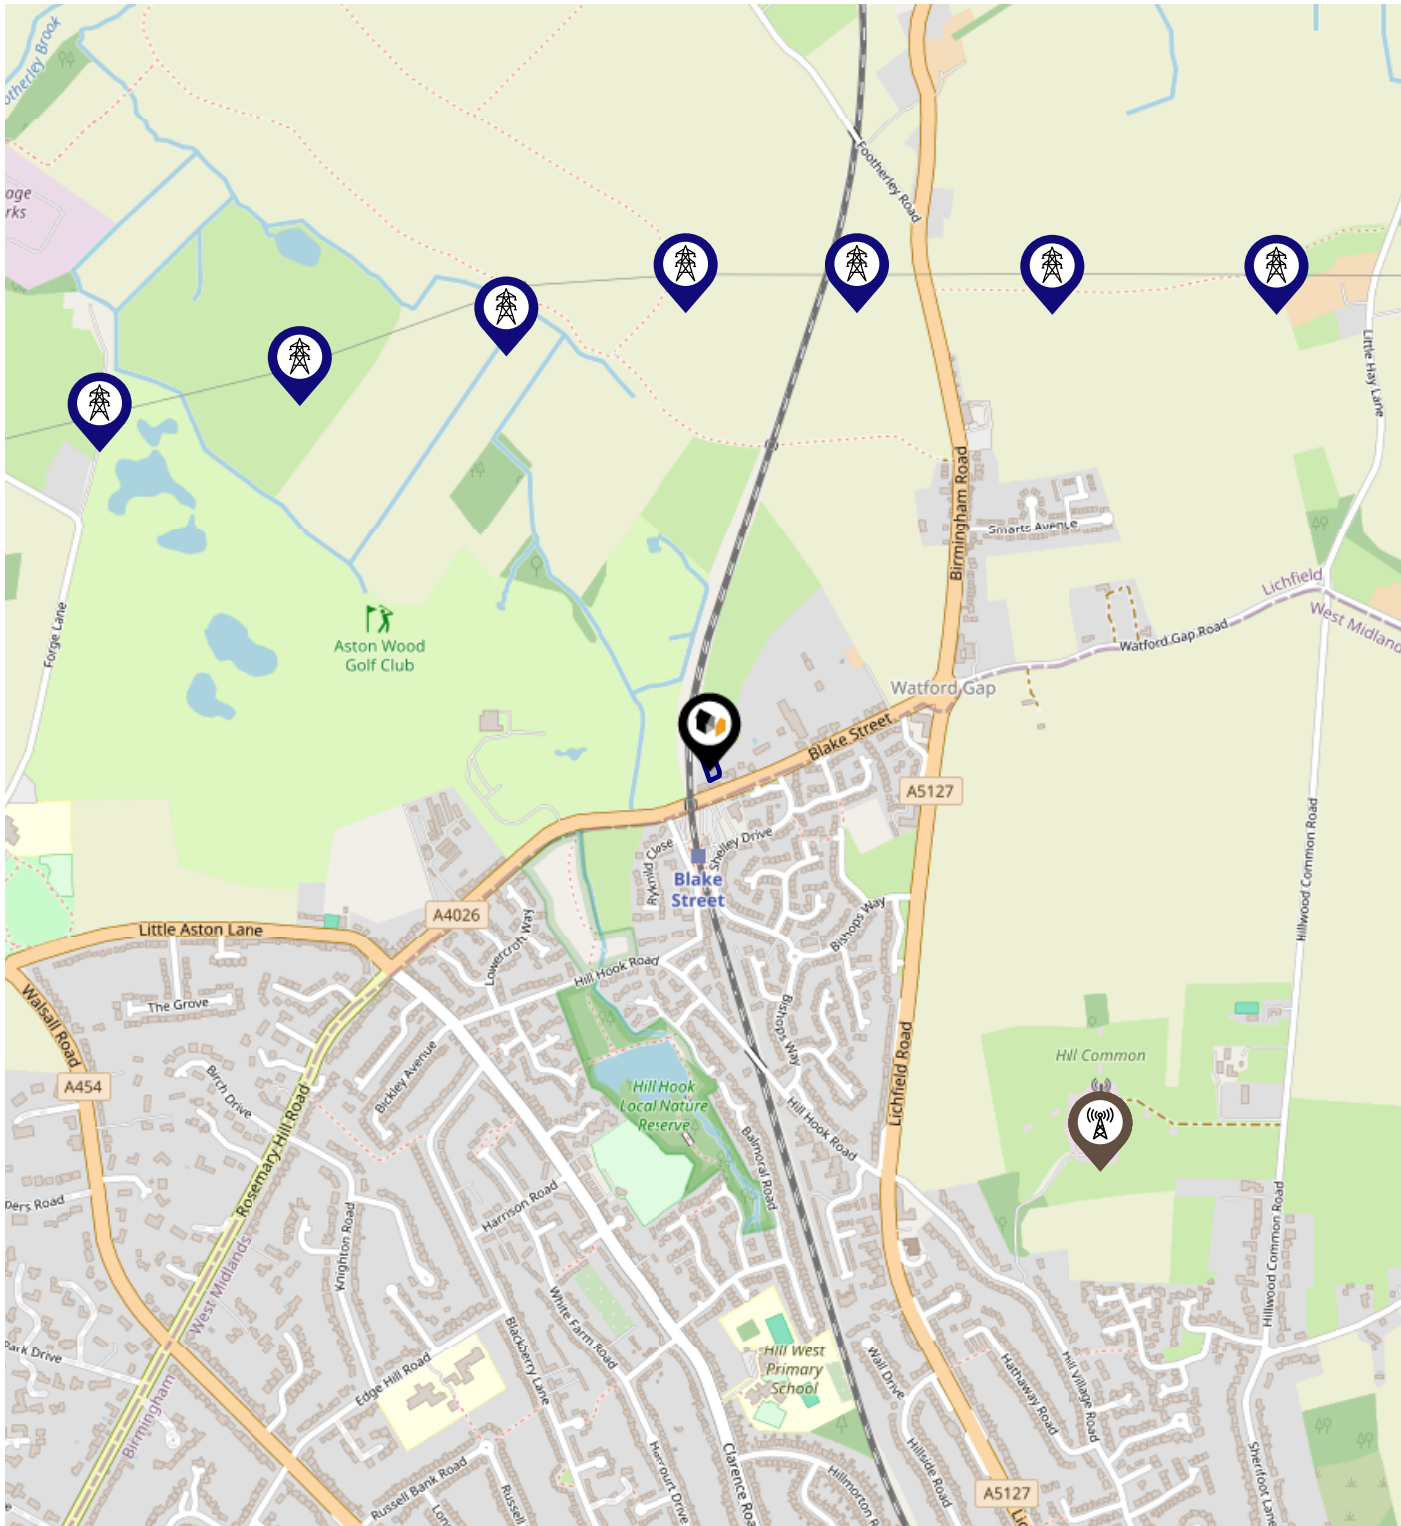 otherley Brook
age
rks
Footherley Road
Little Hay Lane
Birmingham Road
Smarts Avenue
Lichfield
West Midland
Watford Gap Road
Forge Lane
Aston Wood
Golf Club
Watford Gap
Blake Street
A5127
Hillwood Common Road
Shelley Drive
Ryknild Close
Blake
Street
A4026
Little Aston Lane
Bishops Way
Lowercroft Way
Hill Hook Road
Walsall Road
The Grove
Bishops Way
Lichfield Road
Hill Common
A454
Birch Drive
Bickley Avenue
Hill Hook
Local Nature
Reserve
Hill Hook Road
Balmoral Road
Rosemary Hill Road
pers Road
Harrison Road
Knighton Road
West Midlands
Hillwood Common Road
White Farm Road
Blackberry Lane
Park Drive
Edge Hill Road
Hill West
Primary
School
Wall Drive
Hathaway Road
Hill Village Road
Birmingham
Harcourt Drive
Clarence Roa
Hillside Road
Sherifoot Lane
Russell Bank Road
Russell
Hillmorton R
A5127
Lon
Lic
e